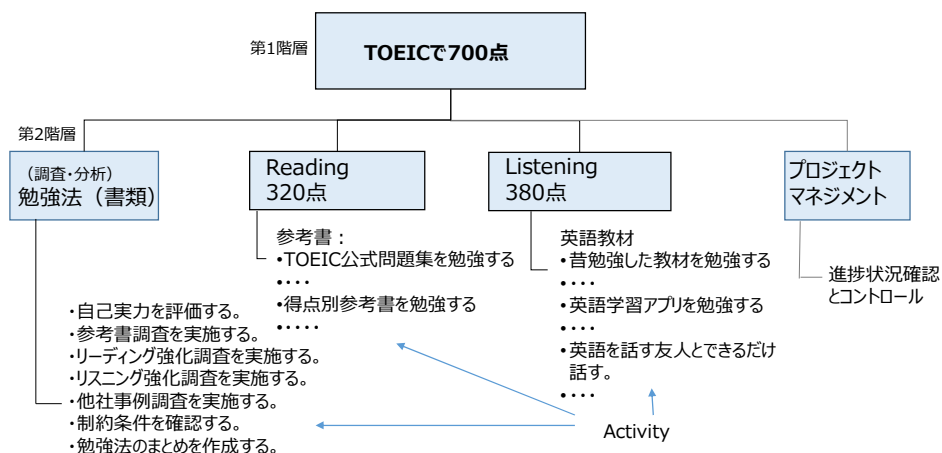 第1階層
TOEICで700点
第2階層
（調査・分析）
勉強法（書類）
Reading
320点
Listening
380点
プロジェクト
マネジメント
参考書：
・TOEIC公式問題集を勉強する
・・・・
・得点別参考書を勉強する
・・・・・
英語教材
・昔勉強した教材を勉強する
・・・・
・英語学習アプリを勉強する
・・・・
・英語を話す友人とできるだけ
話す。
・・・・
進捗状況確認
とコントロール
・自己実力を評価する。
・参考書調査を実施する。
・リーディング強化調査を実施する。
・リスニング強化調査を実施する。
・他社事例調査を実施する。
・制約条件を確認する。
・勉強法のまとめを作成する。
Activity